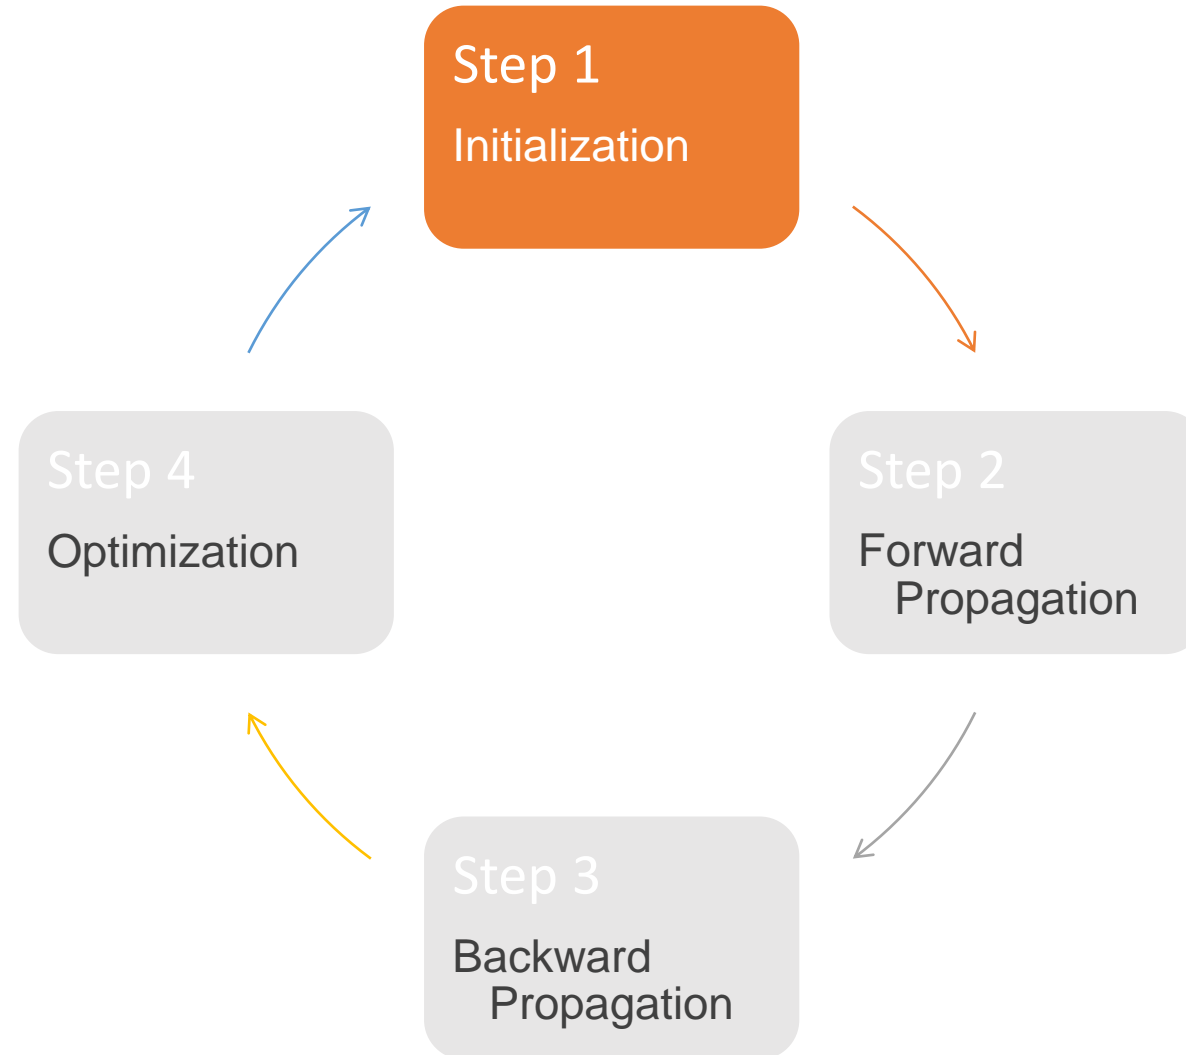 Step 1
Initialization
Step 2
Forward
Propagation
Step 3
Backward
Propagation
Step 4
Optimization